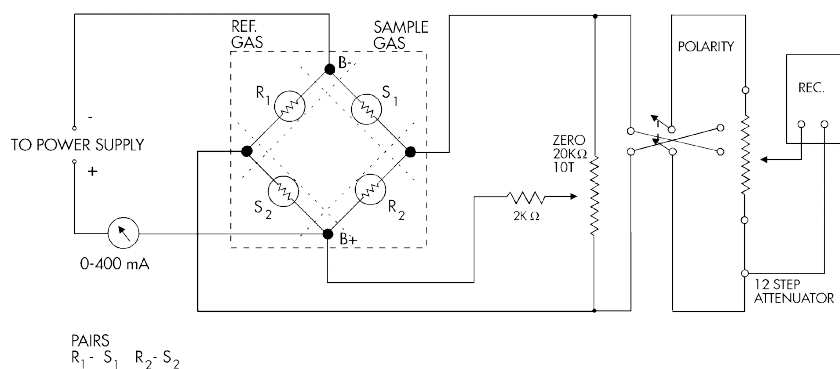 REF.
GAS
SAMPLE
GAS
B-
POLARITY
R1
S1
REC.
-
TO POWER SUPPLY
+
ZERO
20KΩ
10T
S2
R2
2K Ω
B+
0-400 mA
12 STEP
ATTENUATOR
PAIRS
R1- S1 R2- S2